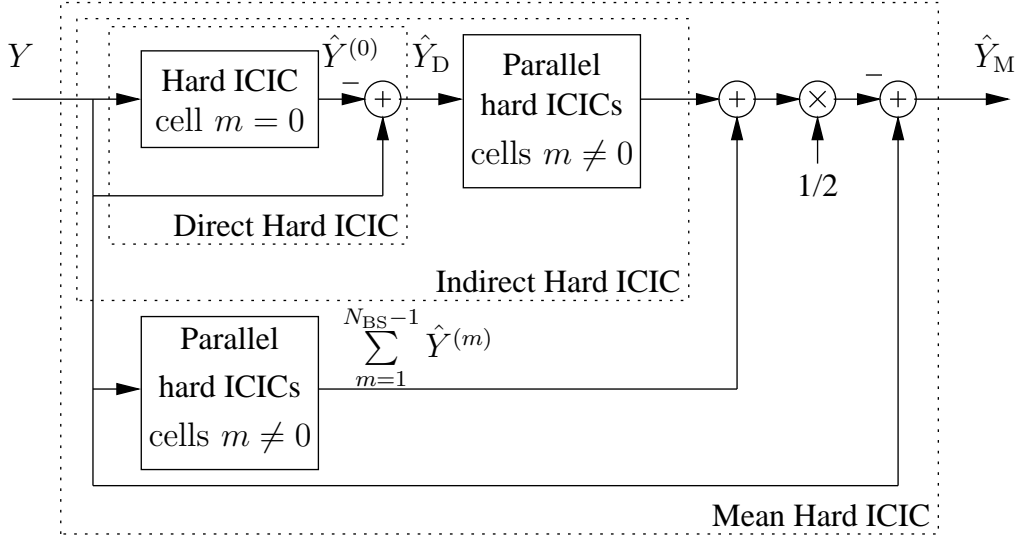 Y
Hard ICIC
cell m = 0
Ŷ^(0)
−
+
Ŷ_D
Parallel
hard ICICs
cells m ≠ 0
+
×
1/2
−
+
Ŷ_M
Direct Hard ICIC
Indirect Hard ICIC
Parallel
hard ICICs
cells m ≠ 0
N_BS−1
∑ Ŷ^(m)
m=1
Mean Hard ICIC